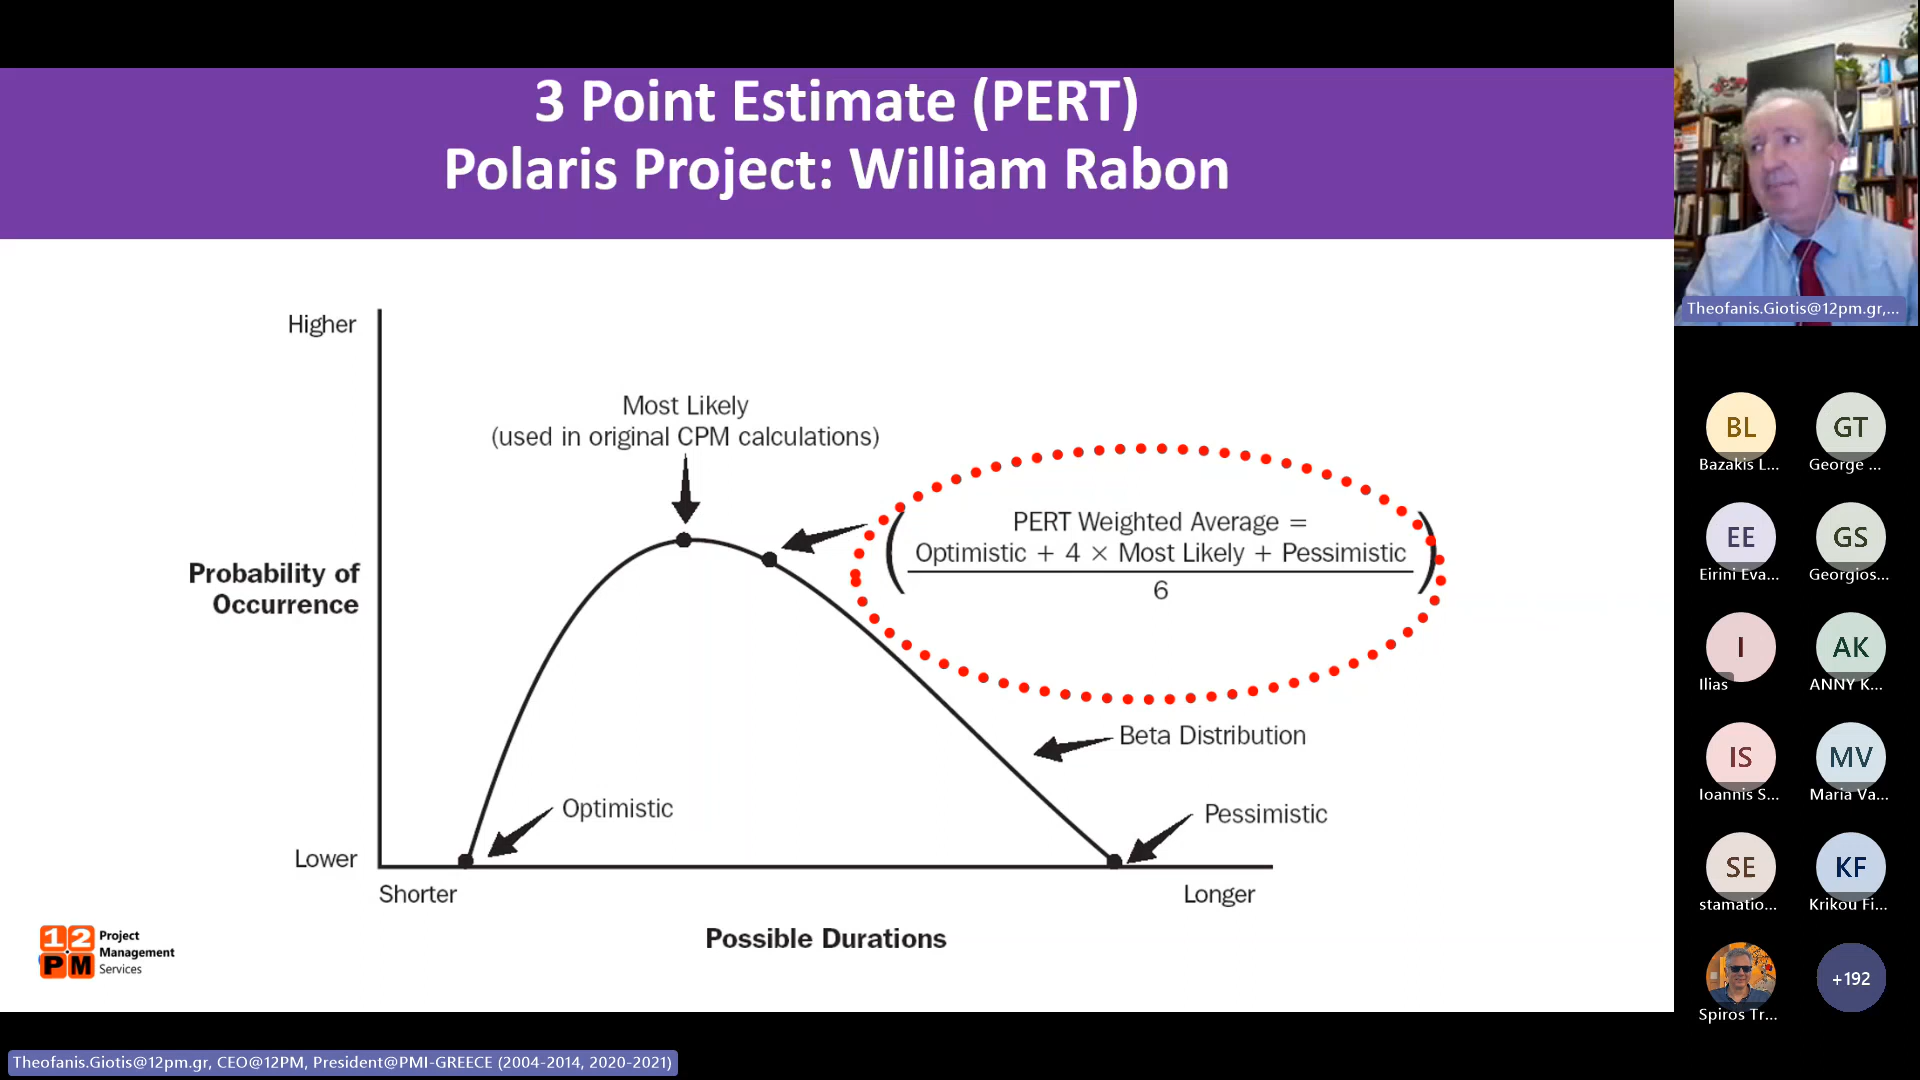 3 Point Estimate (PERT)
Polaris Project: William Rabon
Higher
Most Likely
(used in original CPM calculations)
PERT Weighted Average =
Optimistic + 4 × Most Likely + Pessimistic
6
Probability of
Occurrence
Beta Distribution
Optimistic
Pessimistic
Lower
Shorter
Longer
Possible Durations
12
PM
Project
Management
Services
Theofanis.Giotis@12pm.gr, CEO@12PM, President@PMI-GREECE (2004-2014, 2020-2021)
Theofanis.Giotis@12pm.gr,...
BL
Bazakis L...
GT
George ...
EE
Eirini Eva...
GS
Georgios...
I
Ilias
AK
ANNY K...
IS
Ioannis S...
MV
Maria Va...
SE
stamatio...
KF
Krikou Fi...
Spiros Tr...
+192